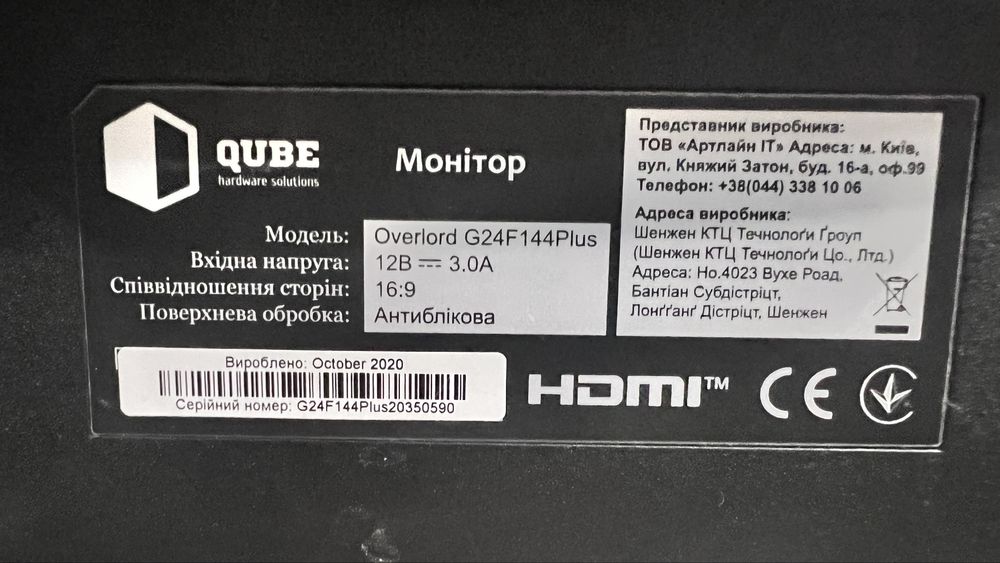 QUBE
hardware solutions
Монітор
Модель: Overlord G24F144Plus
Вхідна напруга: 12В 3.0А
Співвідношення сторін: 16:9
Поверхнева обробка: Антиблікова
Представник виробника:
ТОВ «Артлайн ІТ» Адреса: м. Київ,
вул. Княжий Затон, буд. 16-а, оф.99
Телефон: +38(044) 338 10 06
Адреса виробника:
Шенжен КТЦ Течнологґи Ґроуп
(Шенжен КТЦ Течнологґи Цо., Лтд.)
Адреса: Но.4023 Вухе Роад,
Бантіан Субдістріцт,
Лонґґанґ Дістріцт, Шенжен
Вироблено: October 2020
Серійний номер: G24F144Plus20350590
HDMI™ CE